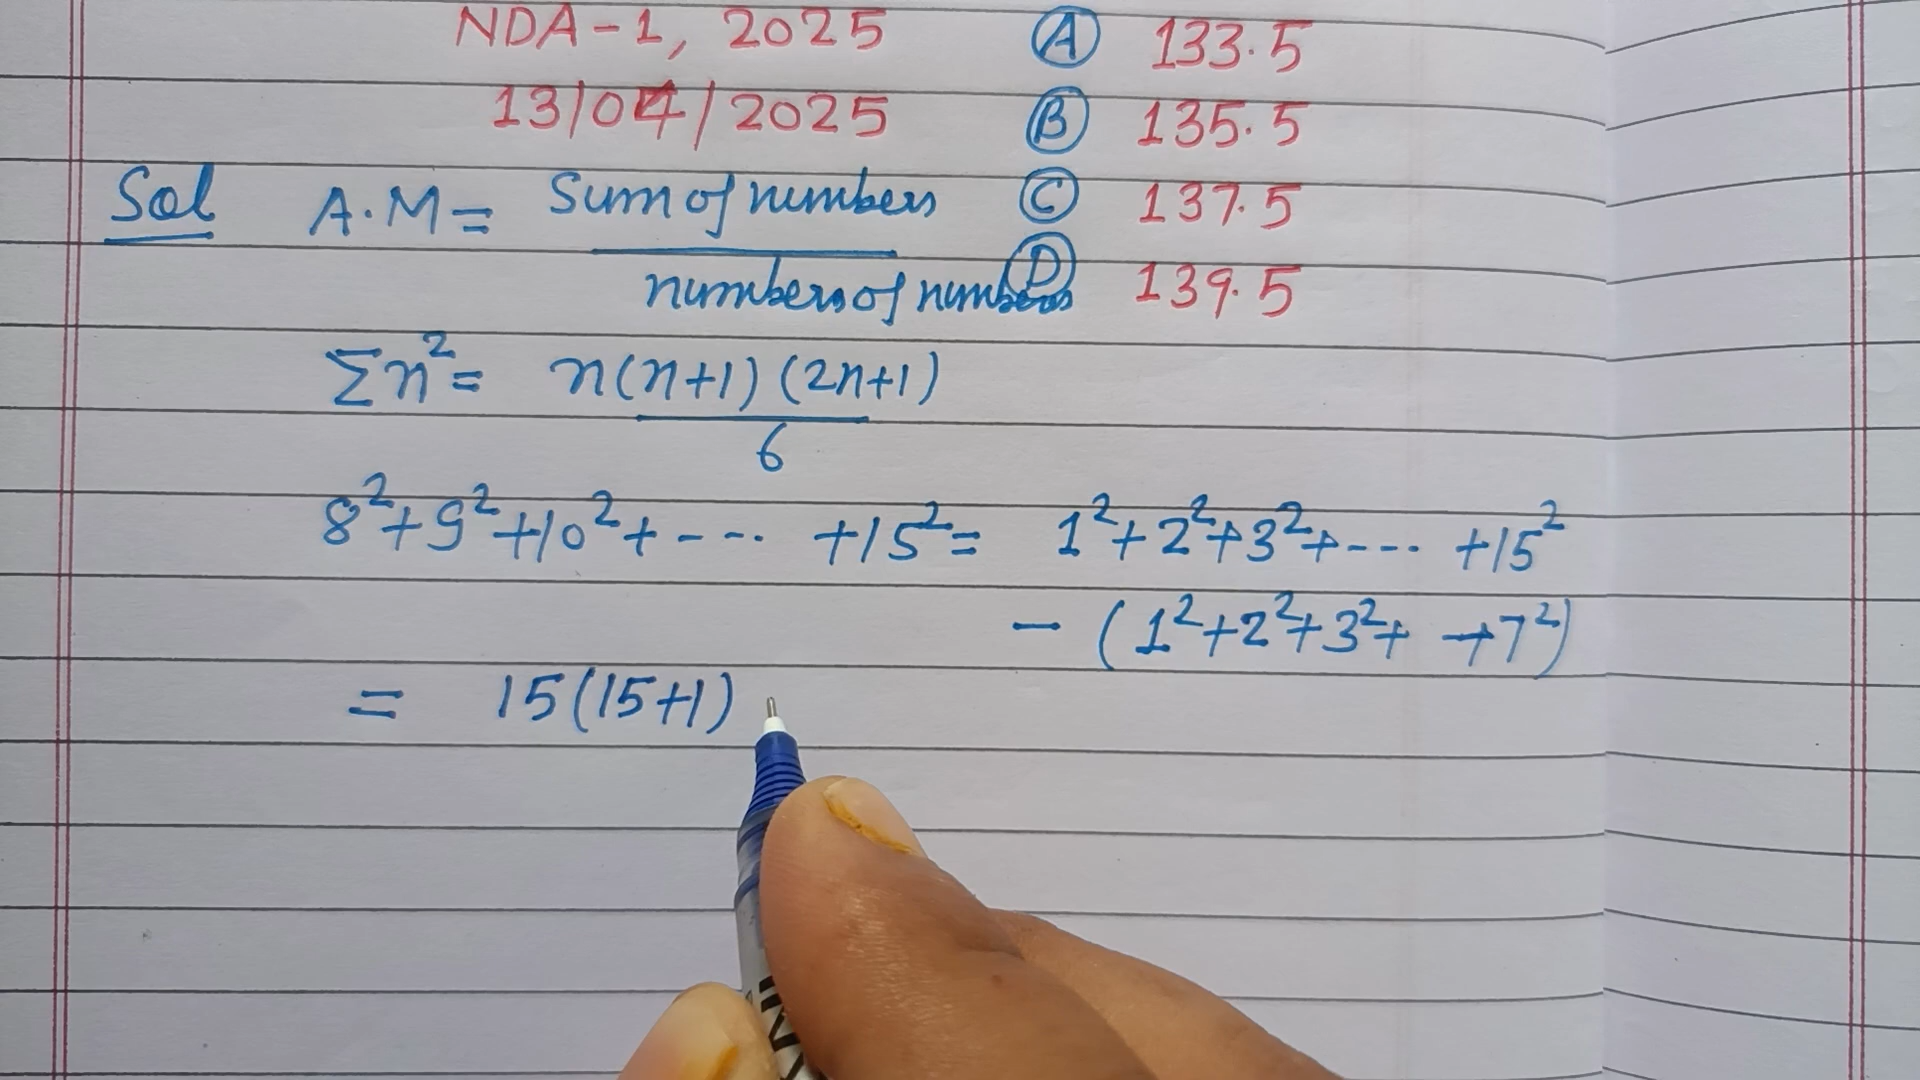 NDA-1, 2025
13/04/2025
Ⓐ 133.5
Ⓑ 135.5
Ⓒ 137.5
Ⓓ 139.5
Sol A.M = Sum of numbers
numbers of numbers
Σn² = n(n+1)(2n+1)
6
8²+9²+10²+--- +15² = 1²+2²+3²+--- +15²
- (1²+2²+3²+ +7²)
= 15(15+1)